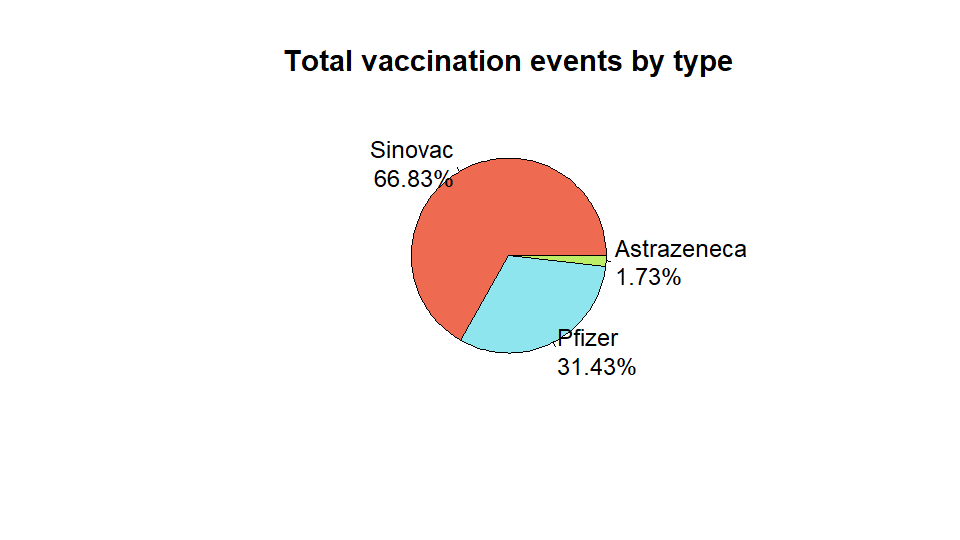 Total vaccination events by type
Sinovac
66.83%
Astrazeneca
1.73%
Pfizer
31.43%